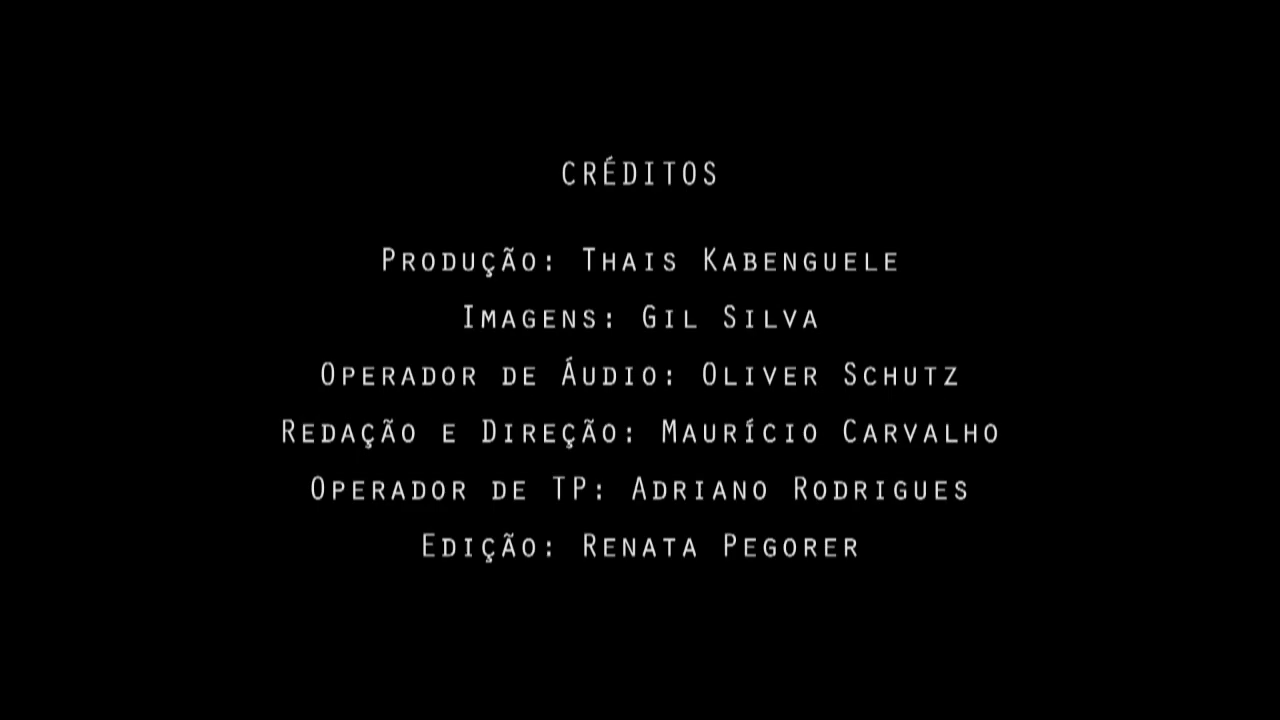 CRÉDITOS
PRODUÇÃO: THAIS KABENGUELE
IMAGENS: GIL SILVA
OPERADOR DE ÁUDIO: OLIVER SCHUTZ
REDAÇÃO E DIREÇÃO: MAURÍCIO CARVALHO
OPERADOR DE TP: ADRIANO RODRIGUES
EDIÇÃO: RENATA PEGORER